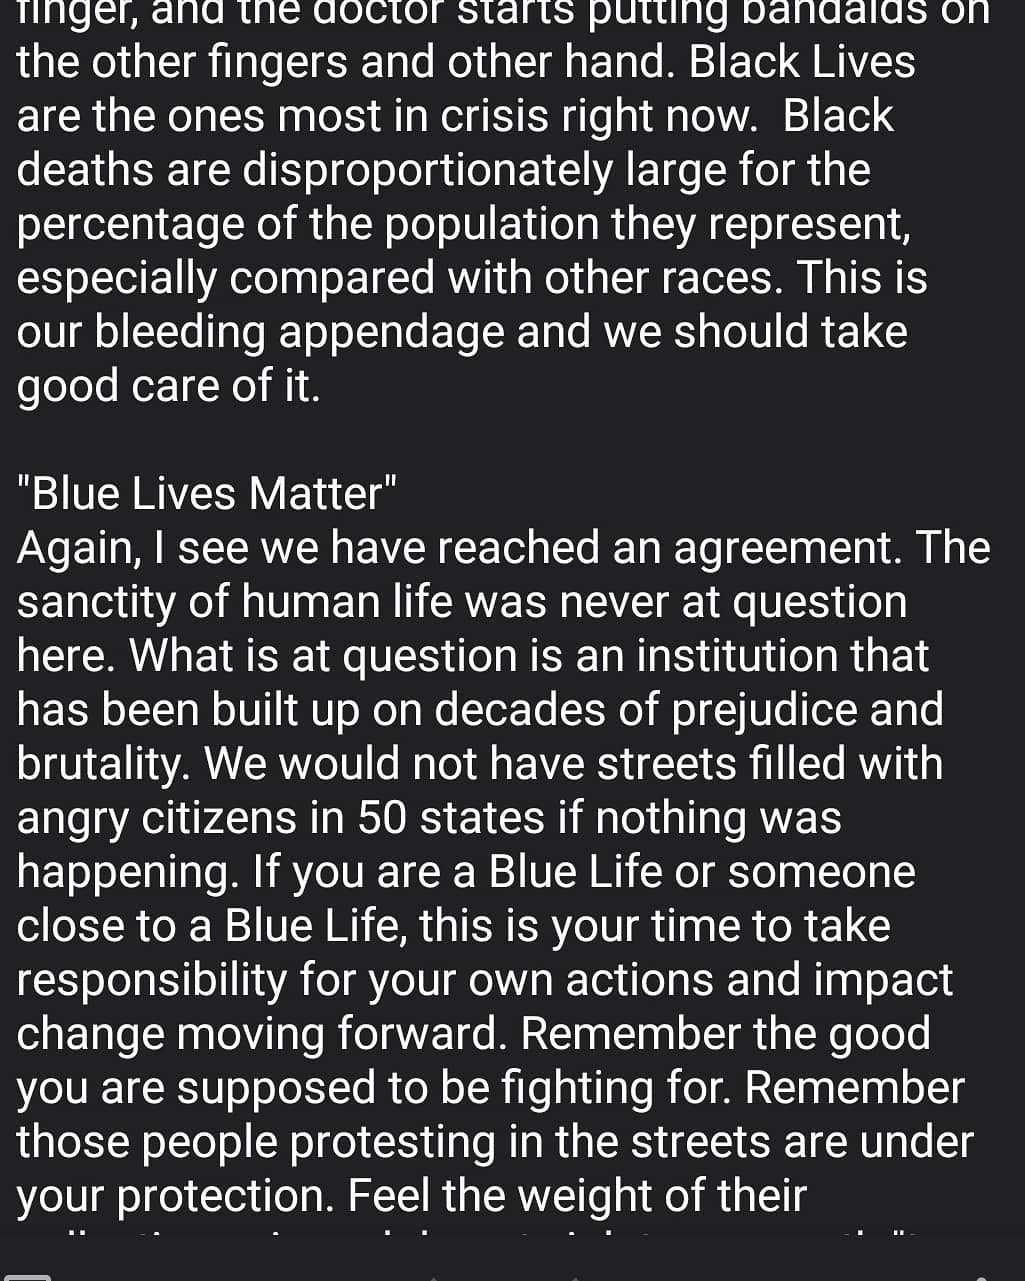 finger, and the doctor starts putting bandaids on
the other fingers and other hand. Black Lives
are the ones most in crisis right now.  Black
deaths are disproportionately large for the
percentage of the population they represent,
especially compared with other races. This is
our bleeding appendage and we should take
good care of it.

"Blue Lives Matter"
Again, I see we have reached an agreement. The
sanctity of human life was never at question
here. What is at question is an institution that
has been built up on decades of prejudice and
brutality. We would not have streets filled with
angry citizens in 50 states if nothing was
happening. If you are a Blue Life or someone
close to a Blue Life, this is your time to take
responsibility for your own actions and impact
change moving forward. Remember the good
you are supposed to be fighting for. Remember
those people protesting in the streets are under
your protection. Feel the weight of their